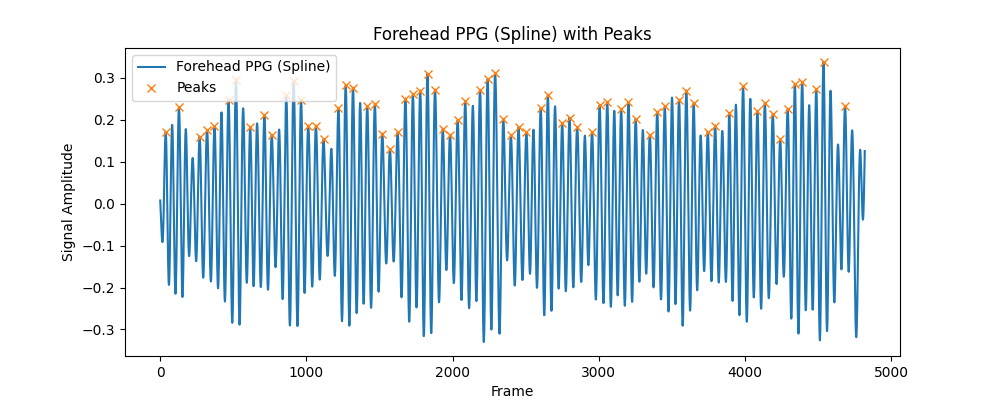 Forehead PPG (Spline) with Peaks
Forehead PPG (Spline)
Peaks
Signal Amplitude
0.3
0.2
0.1
0.0
−0.1
−0.2
−0.3
0
1000
2000
3000
4000
5000
Frame